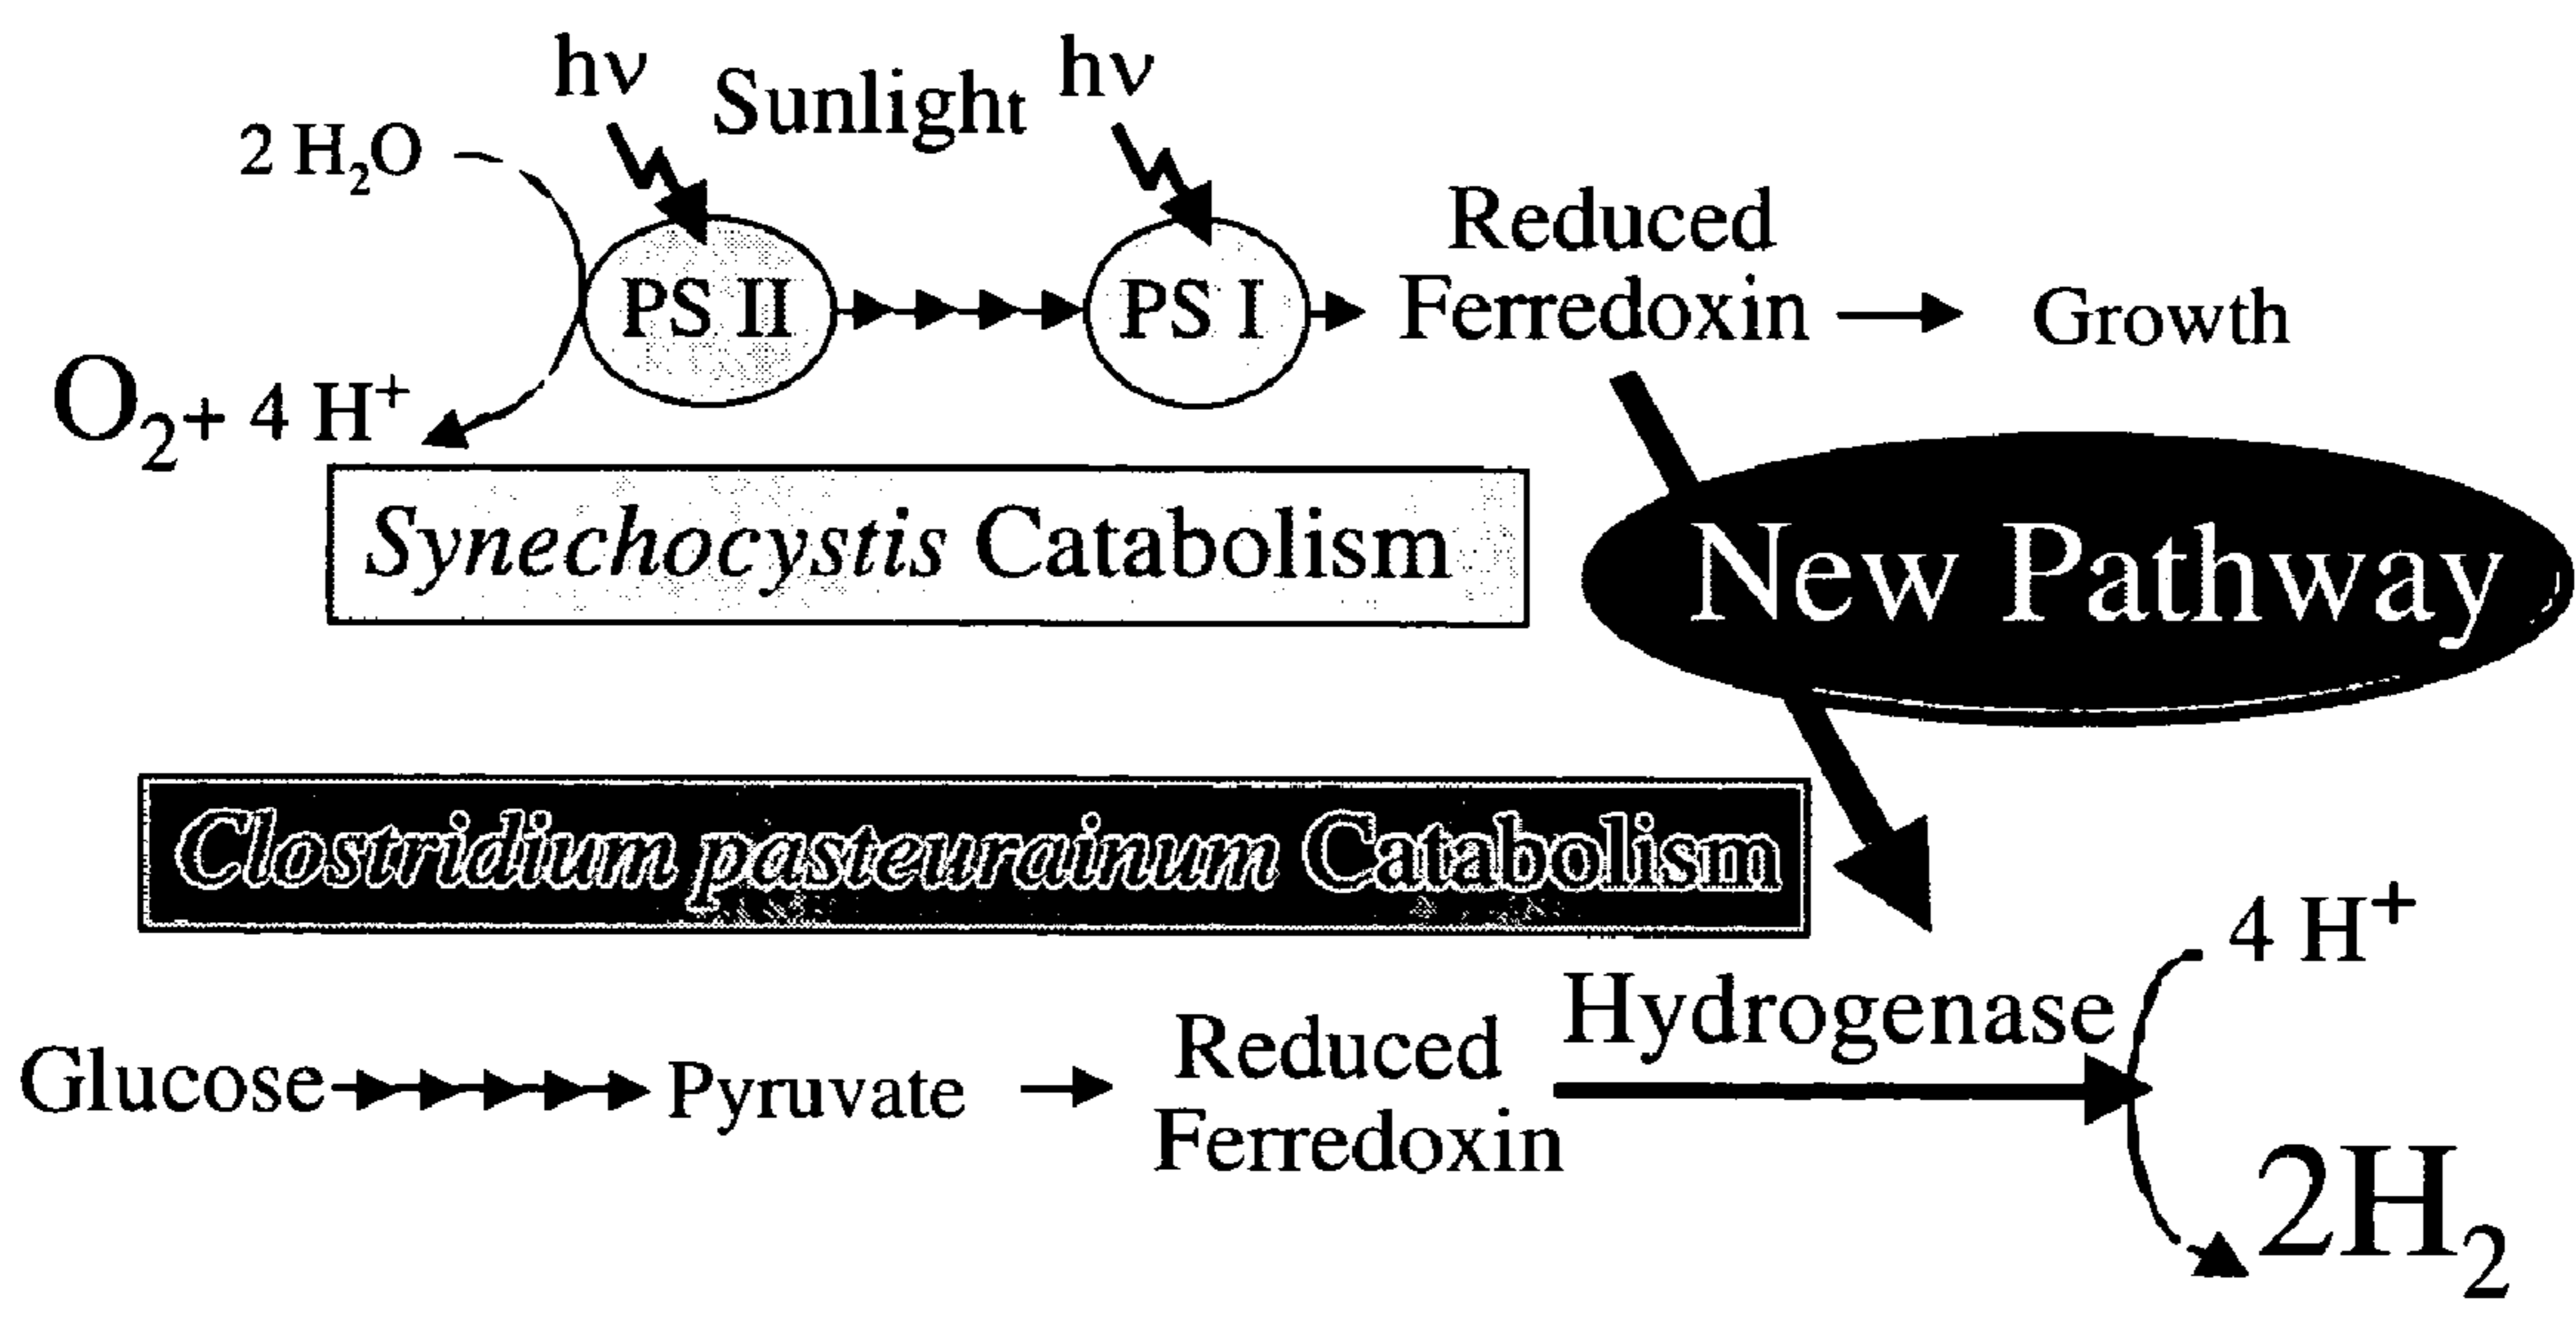 hν Sunlight hν
2 H₂O
Reduced
PS II PS I Ferredoxin Growth
O₂ + 4 H⁺
Synechocystis Catabolism
New Pathway
Clostridium pasteurainum Catabolism
4 H⁺
Hydrogenase
Glucose Pyruvate Reduced
Ferredoxin
2H₂